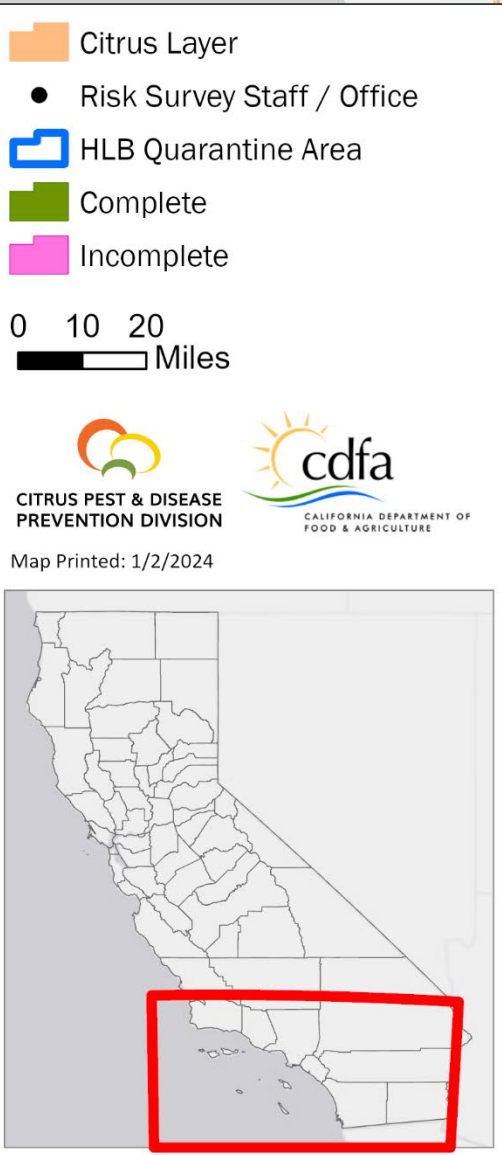 Citrus Layer
Risk Survey Staff / Office
HLB Quarantine Area
Complete
Incomplete
0 10 20
Miles
CITRUS PEST & DISEASE
PREVENTION DIVISION
cdfa
CALIFORNIA DEPARTMENT OF
FOOD & AGRICULTURE
Map Printed: 1/2/2024